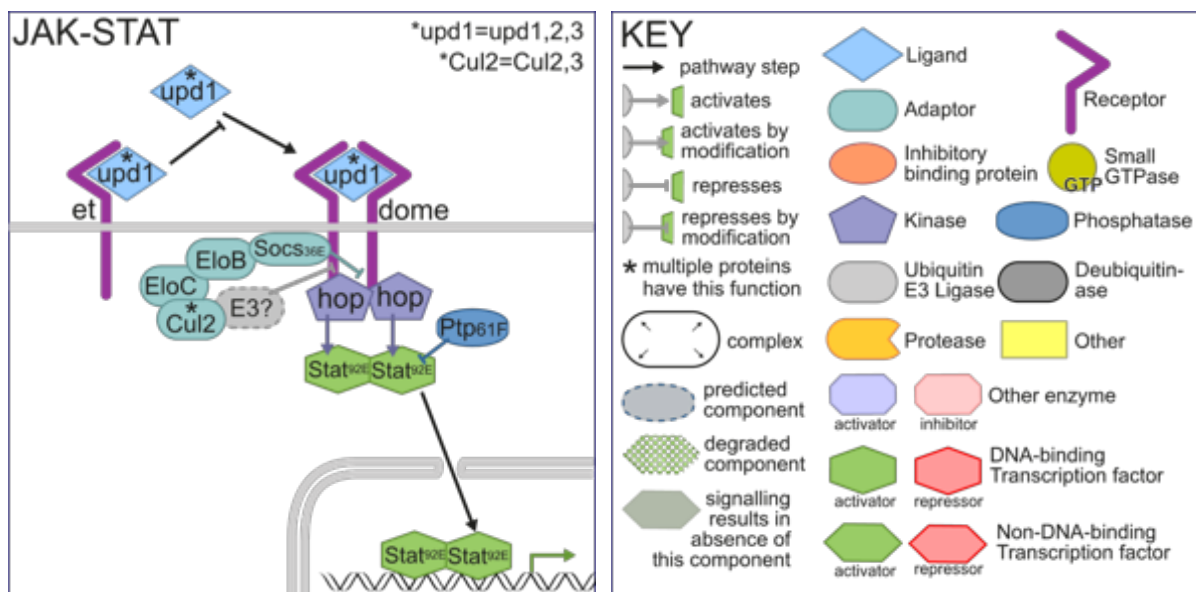 JAK-STAT
*upd1=upd1,2,3
*Cul2=Cul2,3
*
upd1
*
upd1
*
upd1
et
dome
Socs36E
EloB
EloC
*
Cul2
E3?
hop
hop
Ptp61F
Stat92E
Stat92E
Stat92E
Stat92E
KEY
pathway step
activates
activates by
modification
represses
represses by
modification
* multiple proteins
have this function
complex
predicted
component
degraded
component
signalling
results in
absence of
this component
Ligand
Adaptor
Inhibitory
binding protein
Kinase
Ubiquitin
E3 Ligase
Protease
activator
inhibitor
Other enzyme
activator
repressor
DNA-binding
Transcription factor
activator
repressor
Non-DNA-binding
Transcription factor
Receptor
GTP
Small
GTPase
Phosphatase
Deubiquitin-
ase
Other